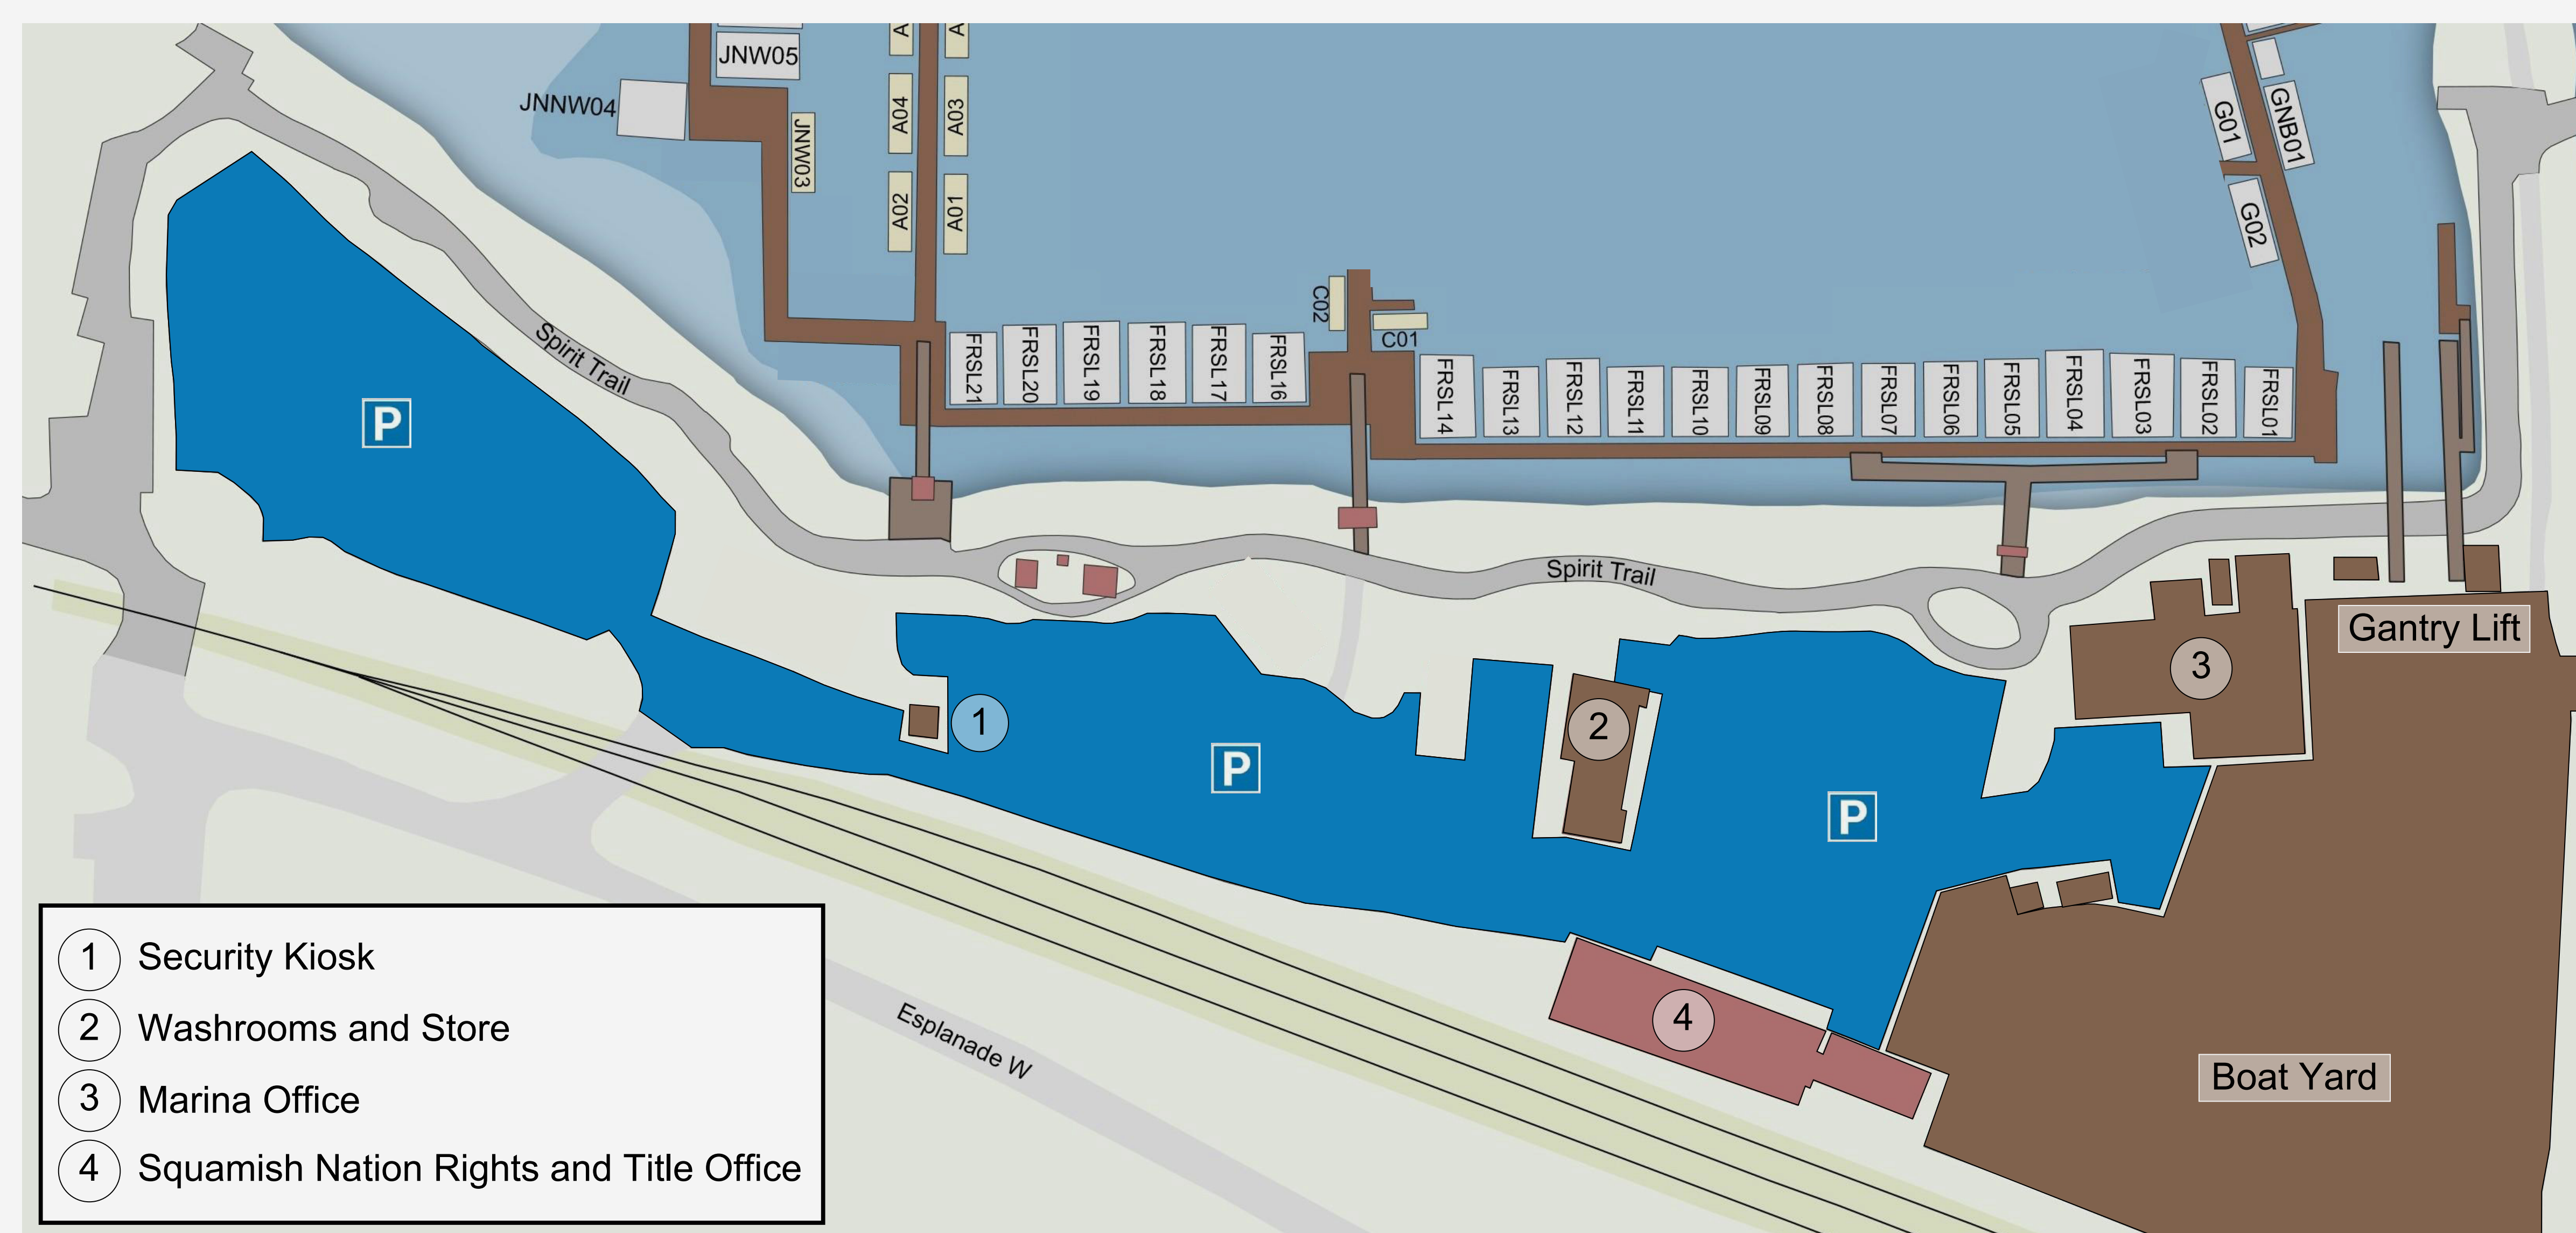 JNW05
JNNW04
JNW03
A
A
A04
A03
A02
A01
G01
GNB01
G02
C02
C01
FRSL21
FRSL20
FRSL19
FRSL18
FRSL17
FRSL16
FRSL14
FRSL13
FRSL12
FRSL11
FRSL10
FRSL09
FRSL08
FRSL07
FRSL06
FRSL05
FRSL04
FRSL03
FRSL02
FRSL01
Spirit Trail
Spirit Trail
P
P
P
1
2
3
4
Gantry Lift
Boat Yard
Esplanade W
1 Security Kiosk
2 Washrooms and Store
3 Marina Office
4 Squamish Nation Rights and Title Office